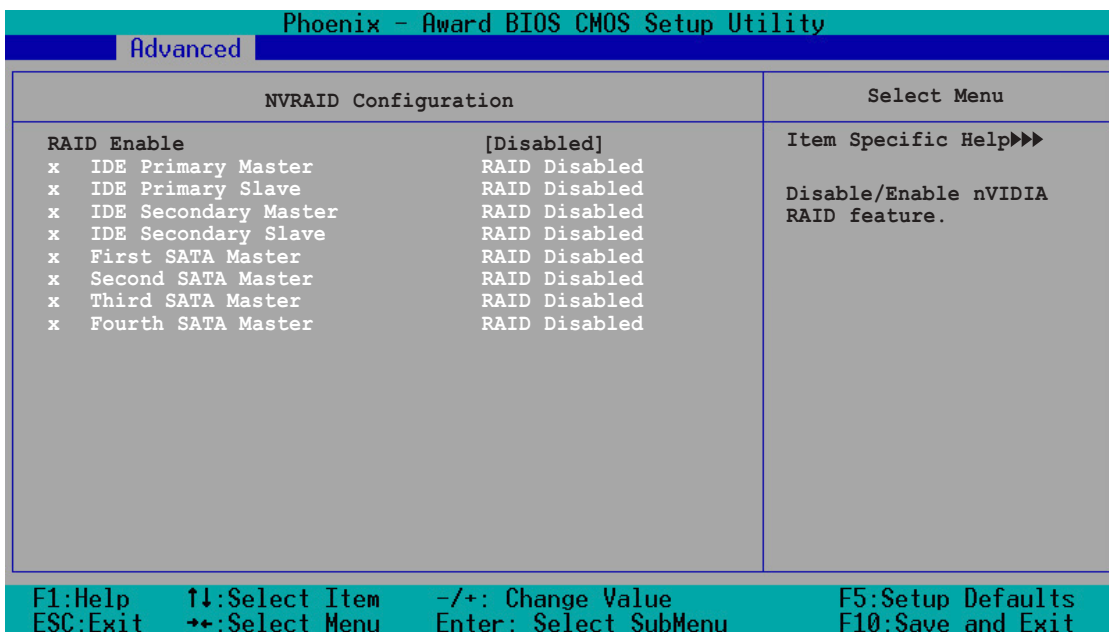 Phoenix - Award BIOS CMOS Setup Utility
Advanced
NVRAID Configuration
Select Menu
RAID Enable [Disabled]
x IDE Primary Master RAID Disabled
x IDE Primary Slave RAID Disabled
x IDE Secondary Master RAID Disabled
x IDE Secondary Slave RAID Disabled
x First SATA Master RAID Disabled
x Second SATA Master RAID Disabled
x Third SATA Master RAID Disabled
x Fourth SATA Master RAID Disabled
Item Specific Help▶▶▶
Disable/Enable nVIDIA
RAID feature.
F1:Help ↑↓:Select Item -/+: Change Value F5:Setup Defaults
ESC:Exit →←:Select Menu Enter: Select SubMenu F10:Save and Exit